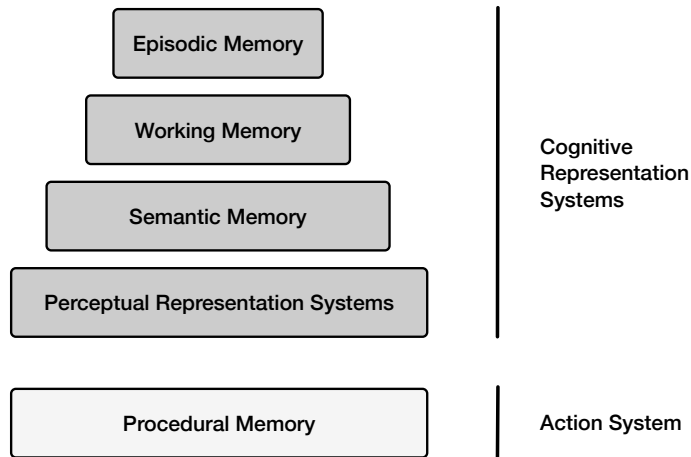 Episodic Memory
Working Memory
Semantic Memory
Perceptual Representation Systems
Cognitive
Representation
Systems
Procedural Memory
Action System